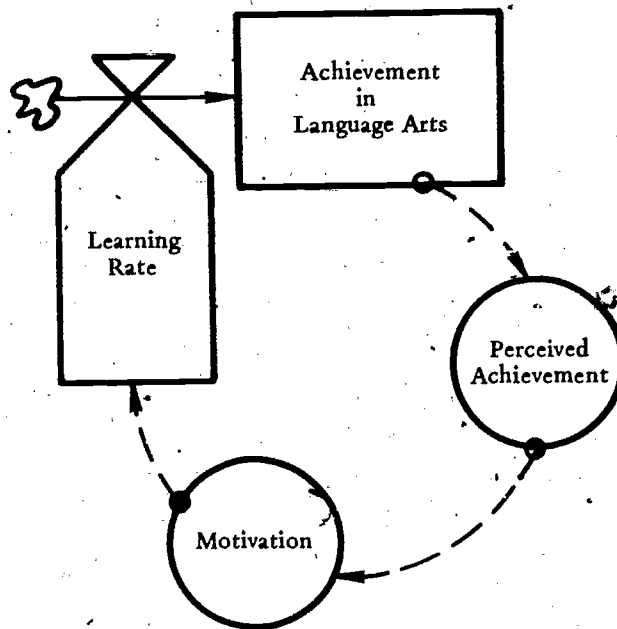 Achievement
in
Language Arts
Learning
Rate
Perceived
Achievement
Motivation